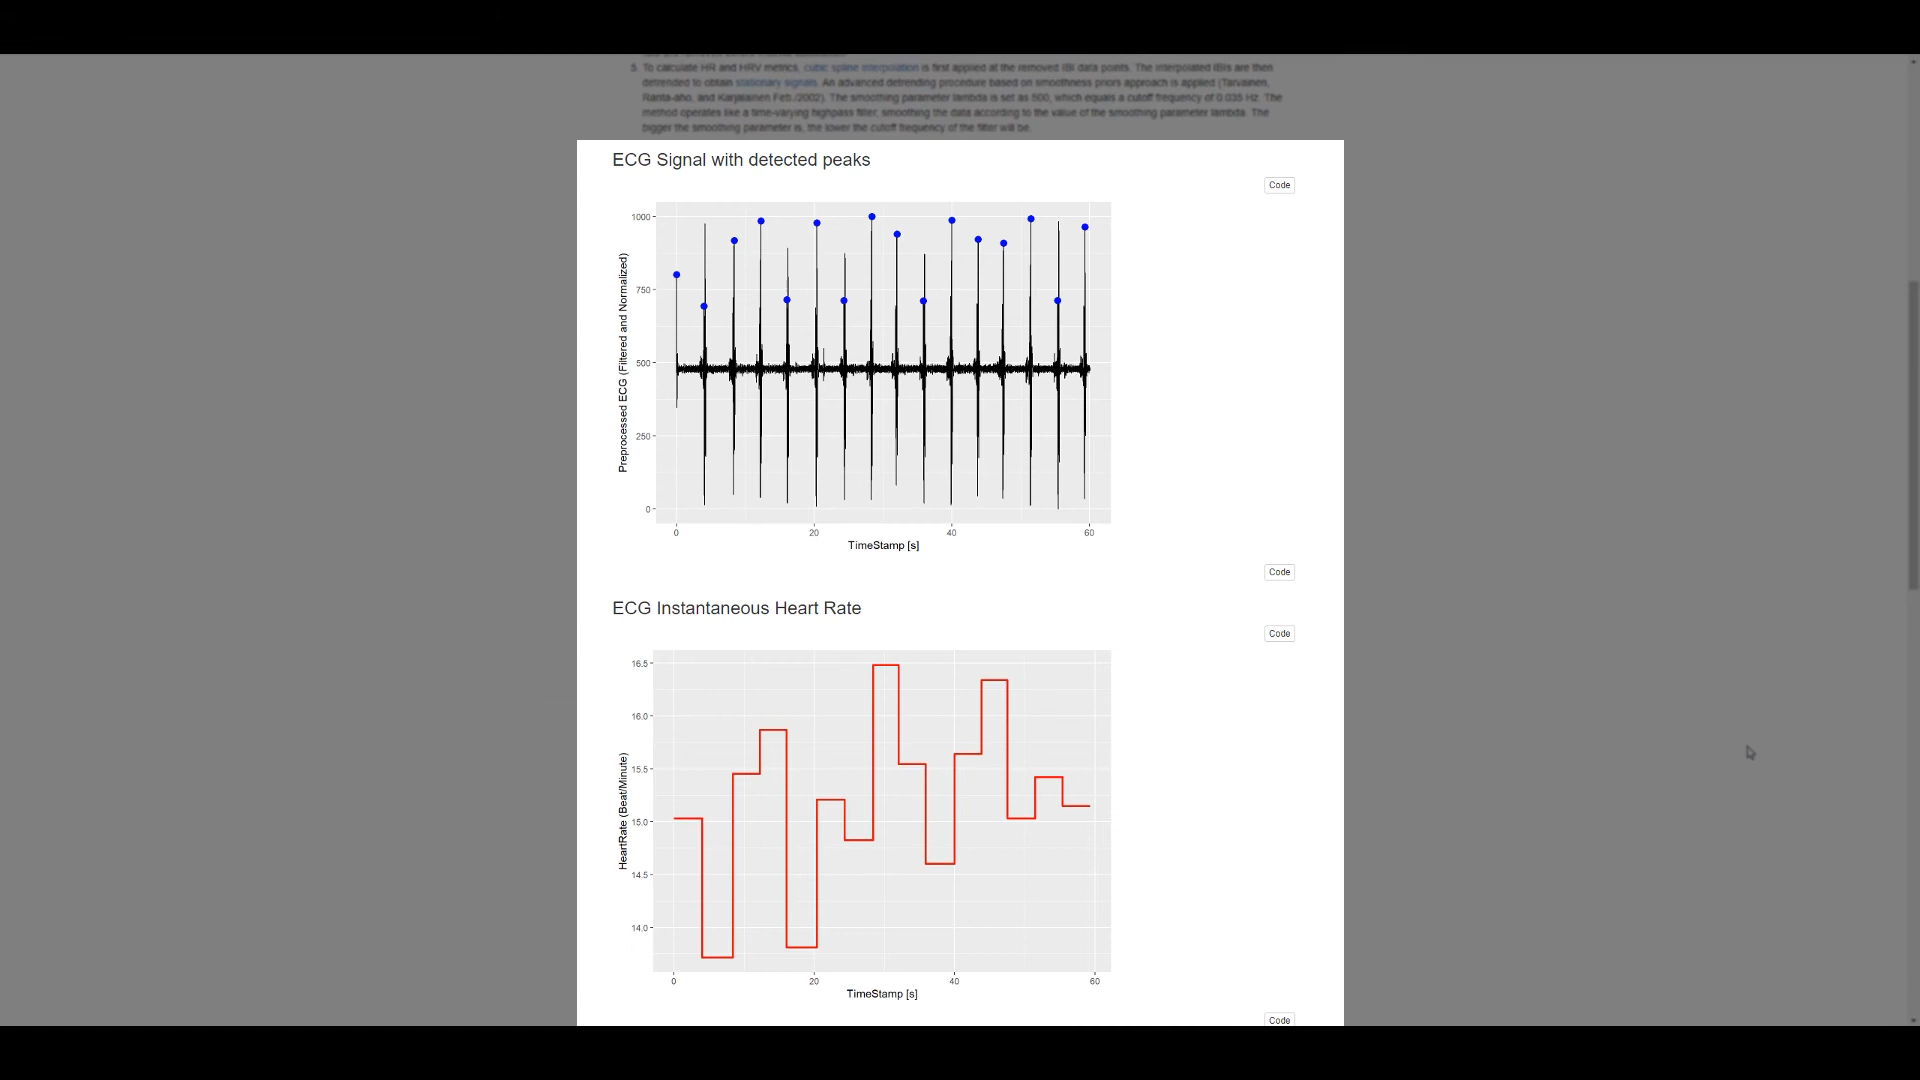 5. To calculate HR and HRV metrics, cubic spline interpolation is first applied at the removed IBI data points. The interpolated IBIs are then
detrended to obtain stationary signals. An advanced detrending procedure based on smoothness priors approach is applied (Tarvainen,
Ranta-aho, and Karjalainen Feb./2002). The smoothing parameter lambda is set as 500, which equals a cutoff frequency of 0.035 Hz. The
method operates like a time-varying highpass filter, smoothing the data according to the value of the smoothing parameter lambda. The
bigger the smoothing parameter is, the lower the cutoff frequency of the filter will be.
ECG Signal with detected peaks
Code
Preprocessed ECG (Filtered and Normalized)
1000
750
500
250
0
0 20 40 60
TimeStamp [s]
Code
ECG Instantaneous Heart Rate
Code
HeartRate (Beat/Minute)
16.5
16.0
15.5
15.0
14.5
14.0
0 20 40 60
TimeStamp [s]
Code